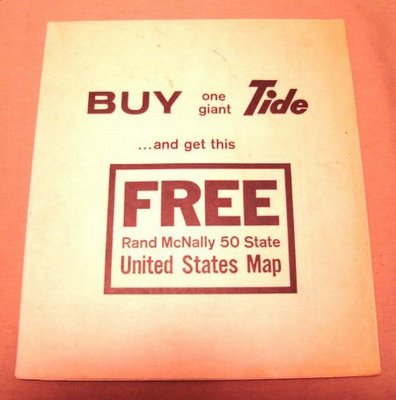 BUY one giant Tide
...and get this
FREE
Rand McNally 50 State
United States Map